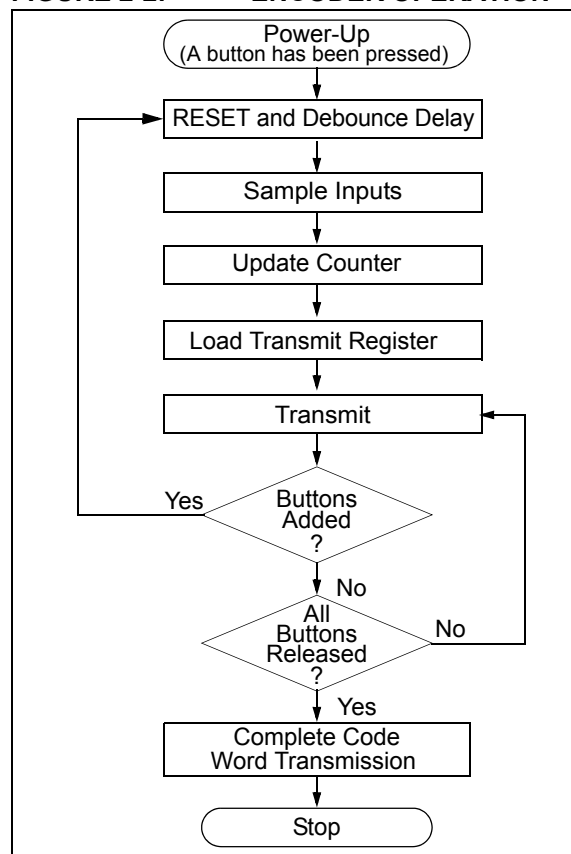 Power-Up
(A button has been pressed)
RESET and Debounce Delay
Sample Inputs
Update Counter
Load Transmit Register
Transmit
Yes
Buttons
Added
?
No
All
Buttons
Released
?
No
Yes
Complete Code
Word Transmission
Stop